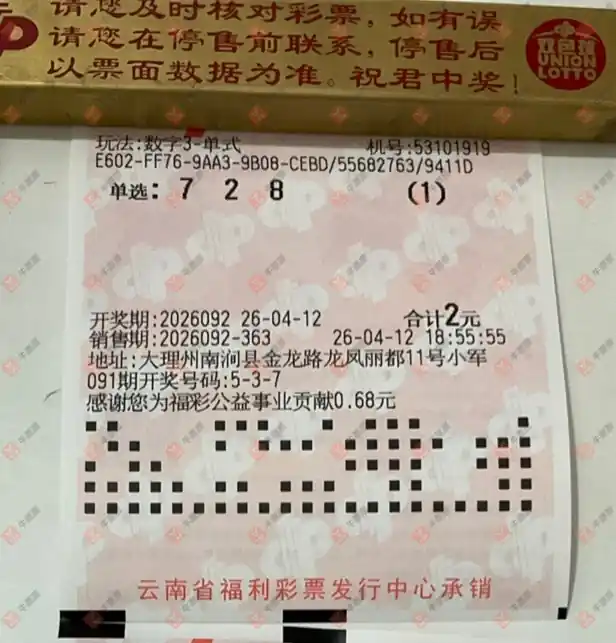 请您及时核对彩票，如有误
请您在停售前联系，停售后
以票面数据为准。祝君中奖！
双色球
UNION
LOTTO
玩法:数字3-单式 机号:53101919
E602-FF76-9AA3-9B08-CEBD/55682763/9411D
单选: 7 2 8 (1)
开奖期:2026092 26-04-12 合计2元
销售期:2026092-363 26-04-12 18:55:55
地址:大理州南涧县金龙路龙凤丽都11号小军
091期开奖号码:5-3-7
感谢您为福彩公益事业贡献0.68元
云南省福利彩票发行中心承销